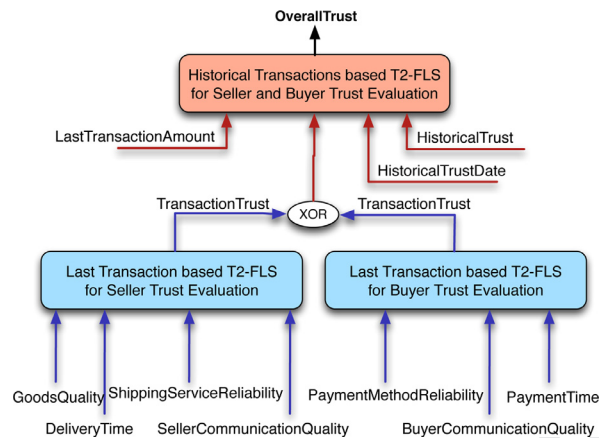 OverallTrust
Historical Transactions based T2-FLS
for Seller and Buyer Trust Evaluation
LastTransactionAmount
HistoricalTrust
HistoricalTrustDate
TransactionTrust
XOR
TransactionTrust
Last Transaction based T2-FLS
for Seller Trust Evaluation
Last Transaction based T2-FLS
for Buyer Trust Evaluation
GoodsQuality
ShippingServiceReliability
PaymentMethodReliability
PaymentTime
DeliveryTime
SellerCommunicationQuality
BuyerCommunicationQuality